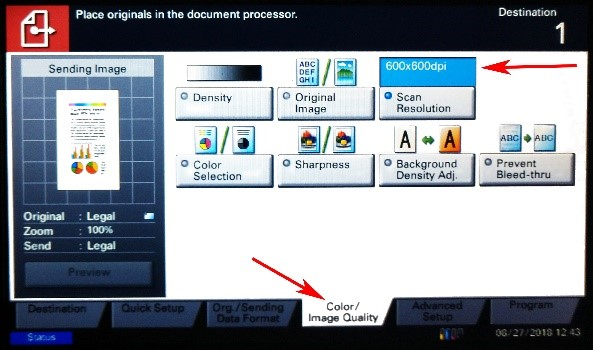 Place originals in the document processor.
Destination
1
Sending Image
600x600dpi
ABC
DEF
GHI
Density
Original
Image
Scan
Resolution
A
A
ABC
ABC
Color
Selection
Sharpness
Background
Density Adj.
Prevent
Bleed-thru
Original : Legal
Zoom : 100%
Send : Legal
Preview
Destination
Quick Setup
Org./Sending
Data Format
Color/
Image Quality
Advanced
Setup
Program
Status
08/27/2018 12:43